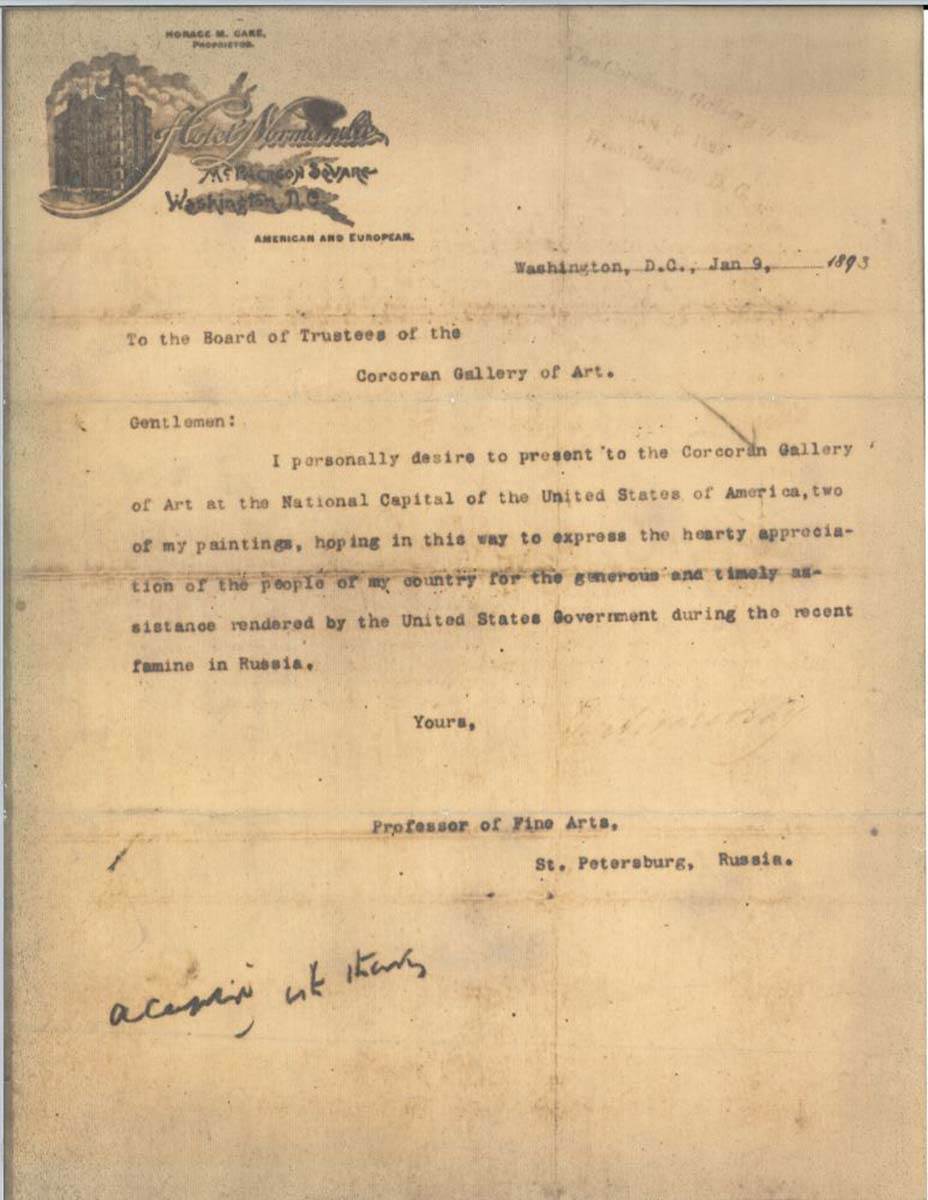 HORACE M. CAKE,
PROPRIETOR.
Hotel Normandie
McPherson Square
Washington, D.C.
AMERICAN AND EUROPEAN.
Washington, D.C., Jan 9, 1893
To the Board of Trustees of the
Corcoran Gallery of Art.
Gentlemen:
I personally desire to present to the Corcoran Gallery
of Art at the National Capital of the United States of America, two
of my paintings, hoping in this way to express the hearty apprecia-
tion of the people of my country for the generous and timely as-
sistance rendered by the United States Government during the recent
famine in Russia.
Yours,
Professor of Fine Arts,
St. Petersburg, Russia.
with thanks